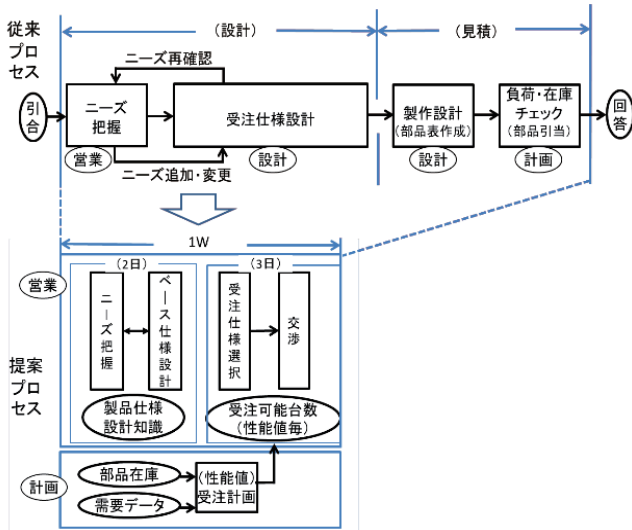 従来
プロ
セス
（設計）
（見積）
ニーズ再確認
引合
ニーズ
把握
受注仕様設計
製作設計
(部品表作成)
負荷・在庫
チェック
(部品引当)
回答
営業
設計
設計
計画
ニーズ追加・変更
1W
営業
（2日）
（3日）
ニーズ把握
ベース仕様設計
受注仕様選択
交渉
提案
プロ
セス
製品仕様
設計知識
受注可能台数
(性能値毎)
計画
部品在庫
需要データ
(性能値)
受注計画